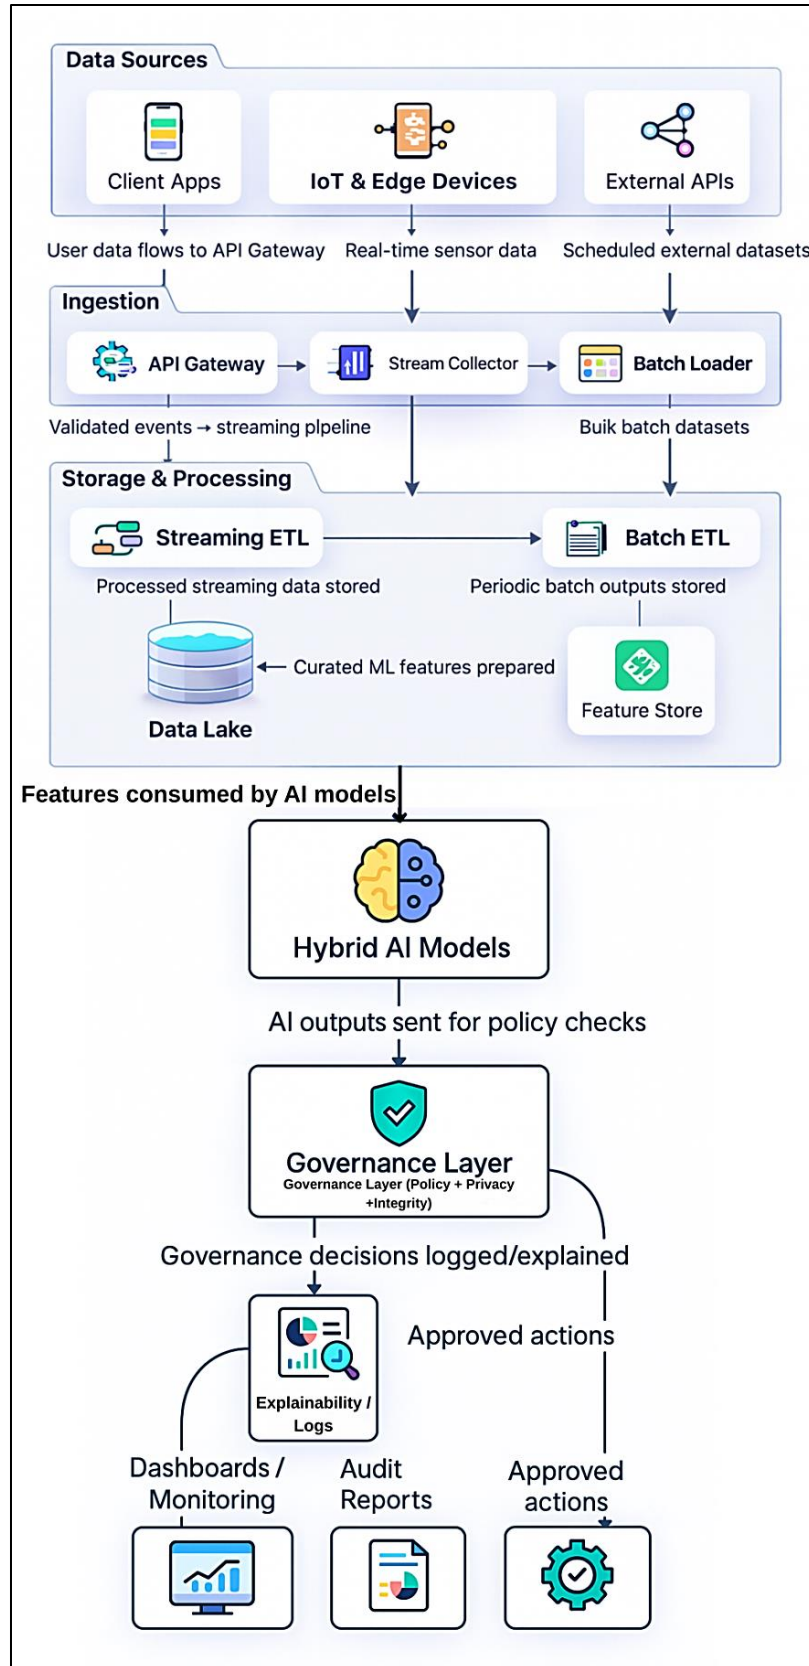 Data Sources
Client Apps
IoT & Edge Devices
External APIs
User data flows to API Gateway
Real-time sensor data
Scheduled external datasets
Ingestion
API Gateway
Stream Collector
Batch Loader
Validated events → streaming plpeline
Buik batch datasets
Storage & Processing
Streaming ETL
Batch ETL
Processed streaming data stored
Periodic batch outputs stored
Curated ML features prepared
Data Lake
Feature Store
Features consumed by AI models
Hybrid AI Models
AI outputs sent for policy checks
Governance Layer
Governance Layer (Policy + Privacy
+Integrity)
Governance decisions logged/explained
Approved actions
Explainability /
Logs
Dashboards /
Monitoring
Audit
Reports
Approved
actions